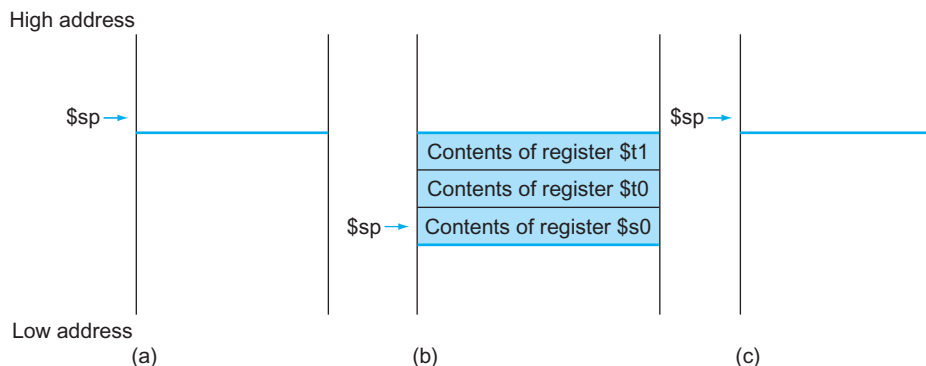 High address
$sp
$sp
Contents of register $t1
Contents of register $t0
$sp
Contents of register $s0
Low address
(a)
(b)
(c)